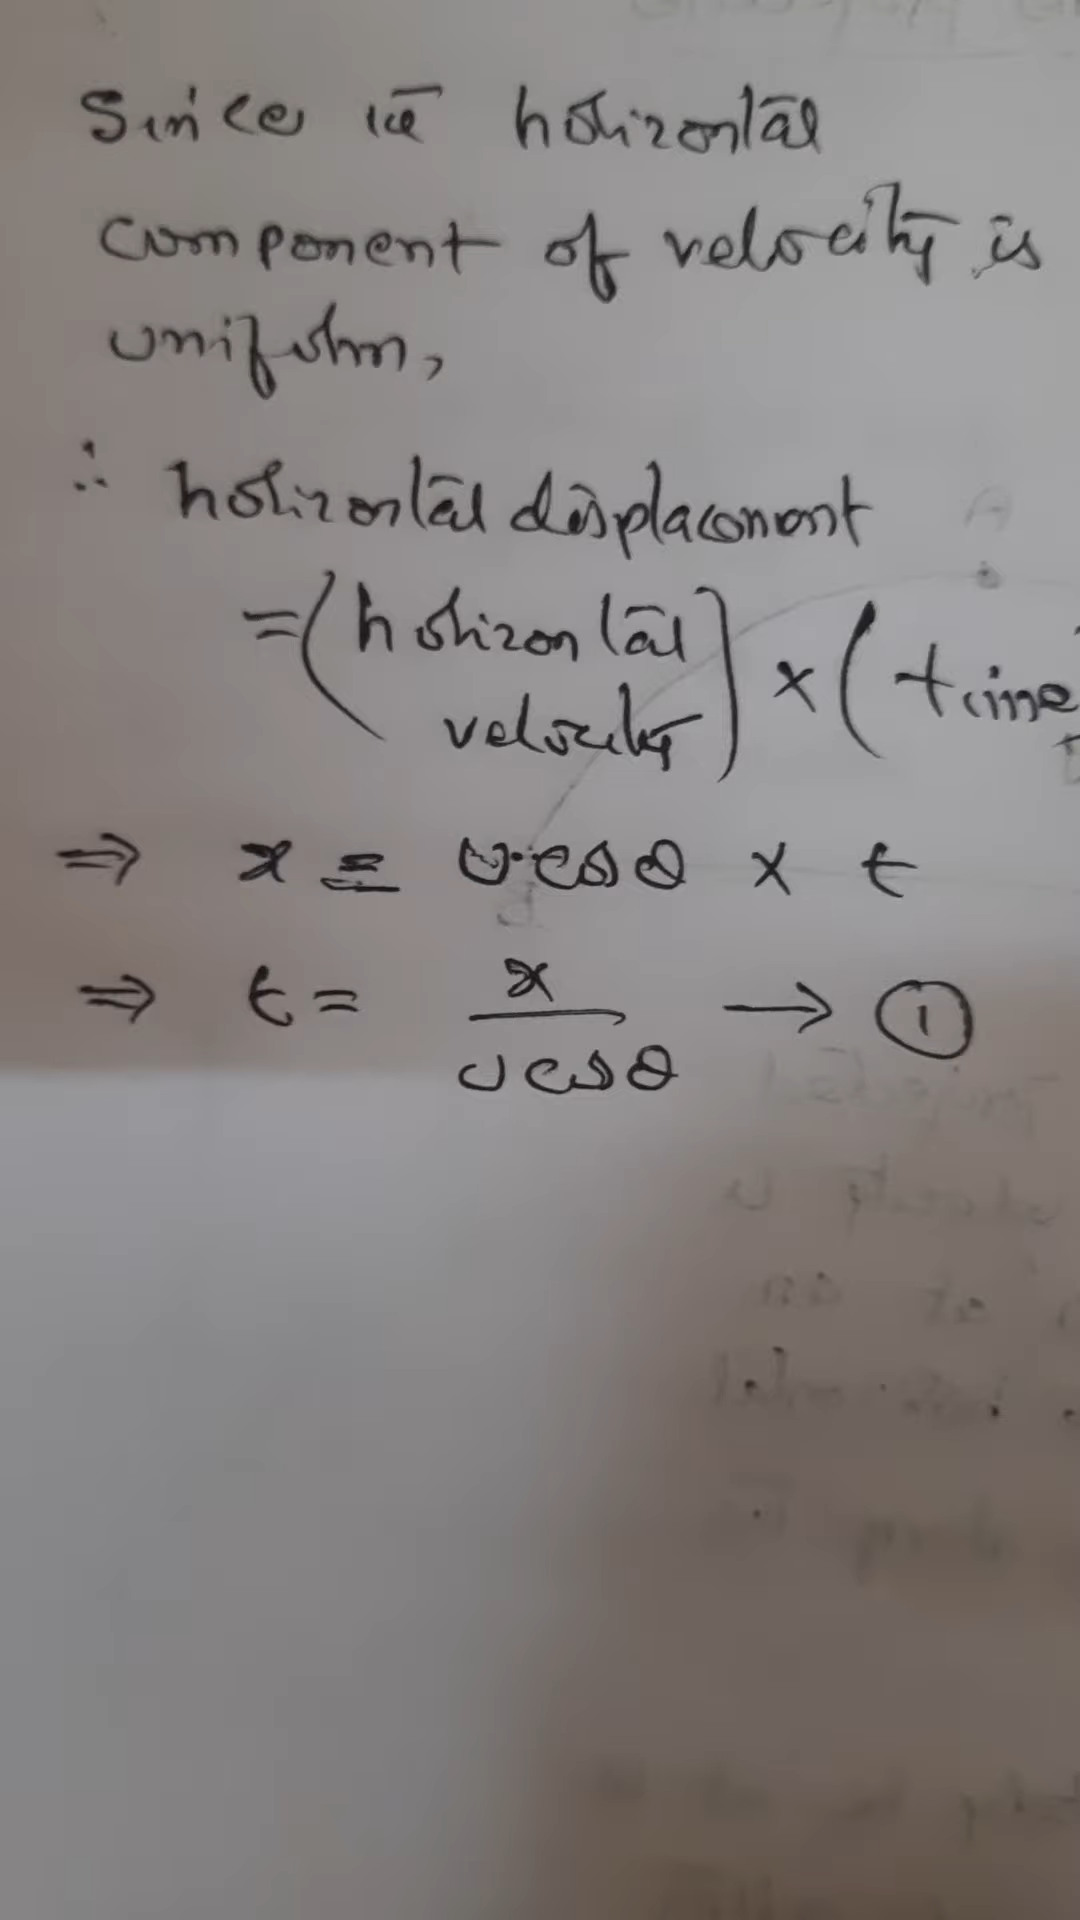 Since the horizontal
component of velocity is
uniform,
∴ horizontal displacement
= (horizontal velocity) × (time
⇒ x = v cos θ × t
⇒ t = x / v cos θ → ①